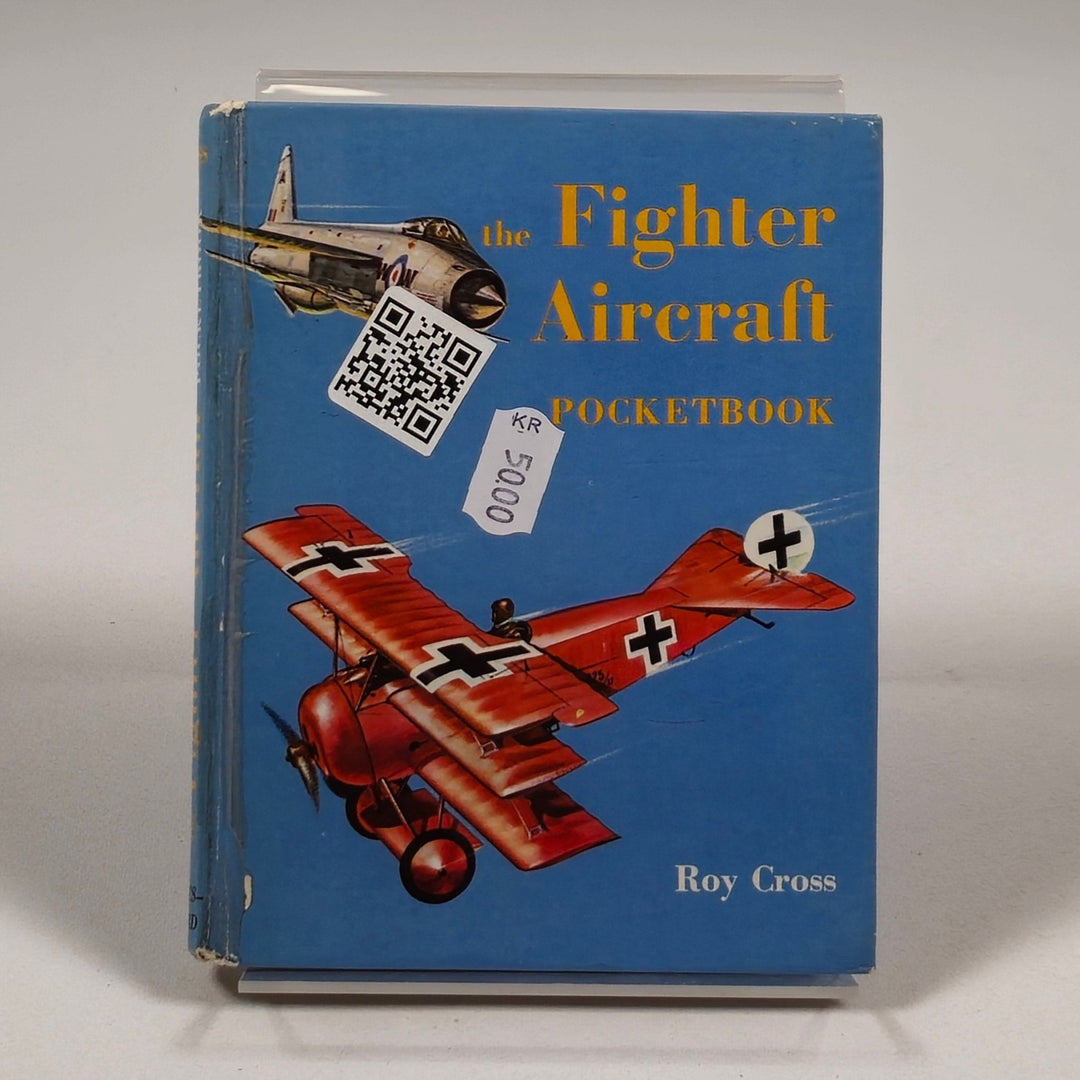 the Fighter
Aircraft
POCKETBOOK
KR
50.00
W N
Roy Cross